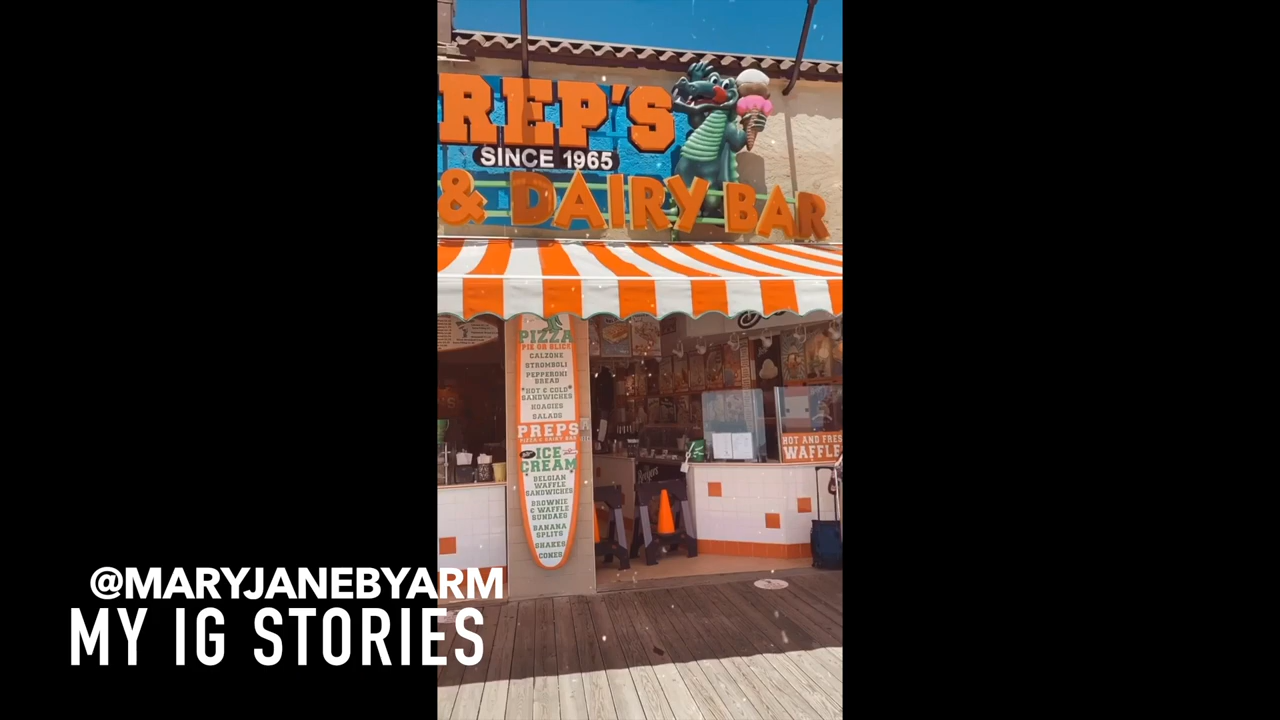 REP'S
SINCE 1965
& DAIRY BAR
PIZZA
PIE OR SLICE
CALZONE
STROMBOLI
PEPPERONI
BREAD
*HOT & COLD*
SANDWICHES
HOAGIES
SALADS
PREPS
PIZZA & DAIRY BAR
ICE
CREAM
BELGIAN
WAFFLE
SANDWICHES
BROWNIE
& WAFFLE
SUNDAES
BANANA
SPLITS
SHAKES
CONES
HOT AND FRES
WAFFLE
@MARYJANEBYARM
MY IG STORIES